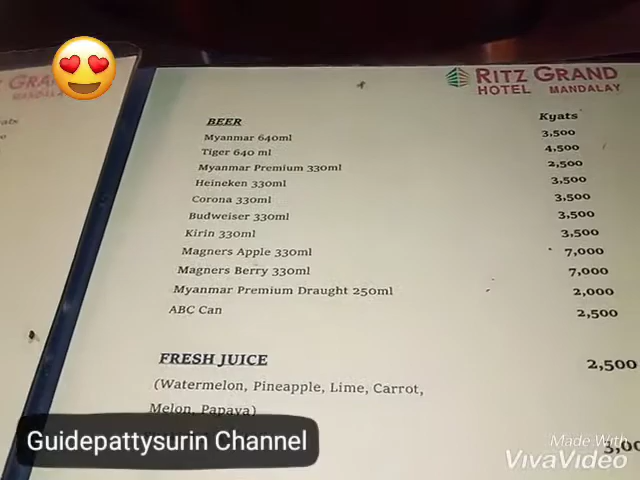 RITZ GRAND
HOTEL MANDALAY
BEER Kyats
Myanmar 640ml 3,500
Tiger 640 ml 4,500
Myanmar Premium 330ml 2,500
Heineken 330ml 3,500
Corona 330ml 3,500
Budweiser 330ml 3,500
Kirin 330ml 3,500
Magners Apple 330ml 7,000
Magners Berry 330ml 7,000
Myanmar Premium Draught 250ml 2,000
ABC Can 2,500
FRESH JUICE 2,500
(Watermelon, Pineapple, Lime, Carrot,
Melon, Papaya)
Guidepattysurin Channel
Made With
VivaVideo